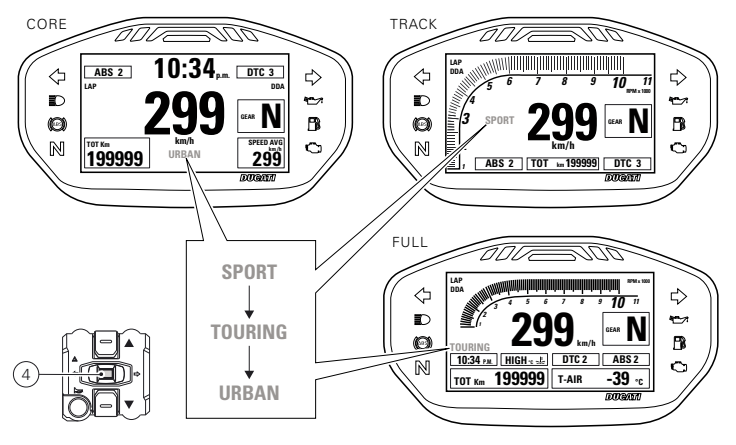 CORE
ABS 2 10:34 p.m. DTC 3
LAP DDA
299
km/h
GEAR N
TOT Km
199999
URBAN
SPEED AVG
km/h
299
DUCATI
ABS
N
TRACK
LAP
DDA
1 3 4 5 6 7 8 9 10 11
RPM x 1000
SPORT
299
km/h
GEAR N
ABS 2 TOT km 199999 DTC 3
DUCATI
ABS
N
FULL
LAP
DDA
RPM x 1000
1 2 3 4 5 6 7 8 9 10 11
299
km/h
GEAR N
TOURING
10:34 P.M. HIGH °C DTC 2 ABS 2
TOT Km 199999 T-AIR -39 °C
DUCATI
ABS
N
SPORT
TOURING
URBAN
4